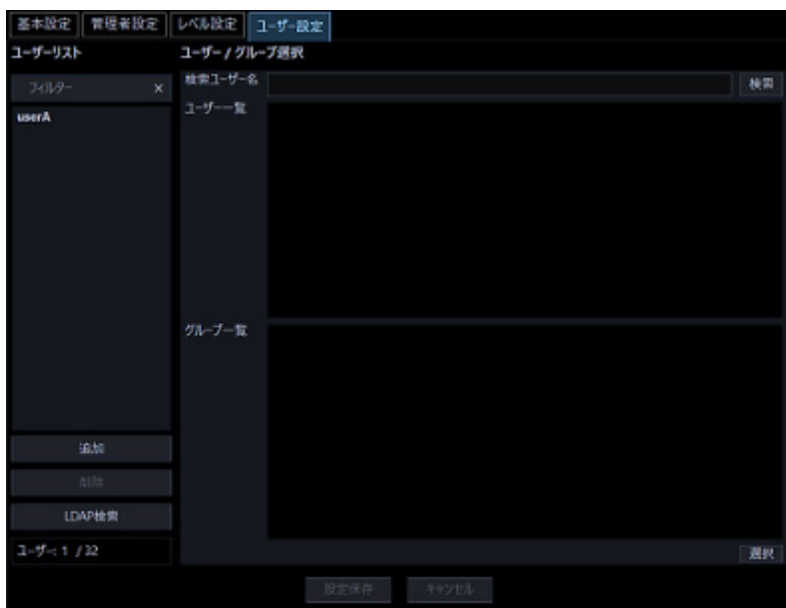 基本設定 管理者設定 レベル設定 ユーザー設定
ユーザーリスト
フィルター ×
userA
追加
削除
LDAP検索
ユーザー: 1 / 32
ユーザー / グループ選択
検索ユーザー名 検索
ユーザー一覧
グループ一覧
選択
設定保存 キャンセル